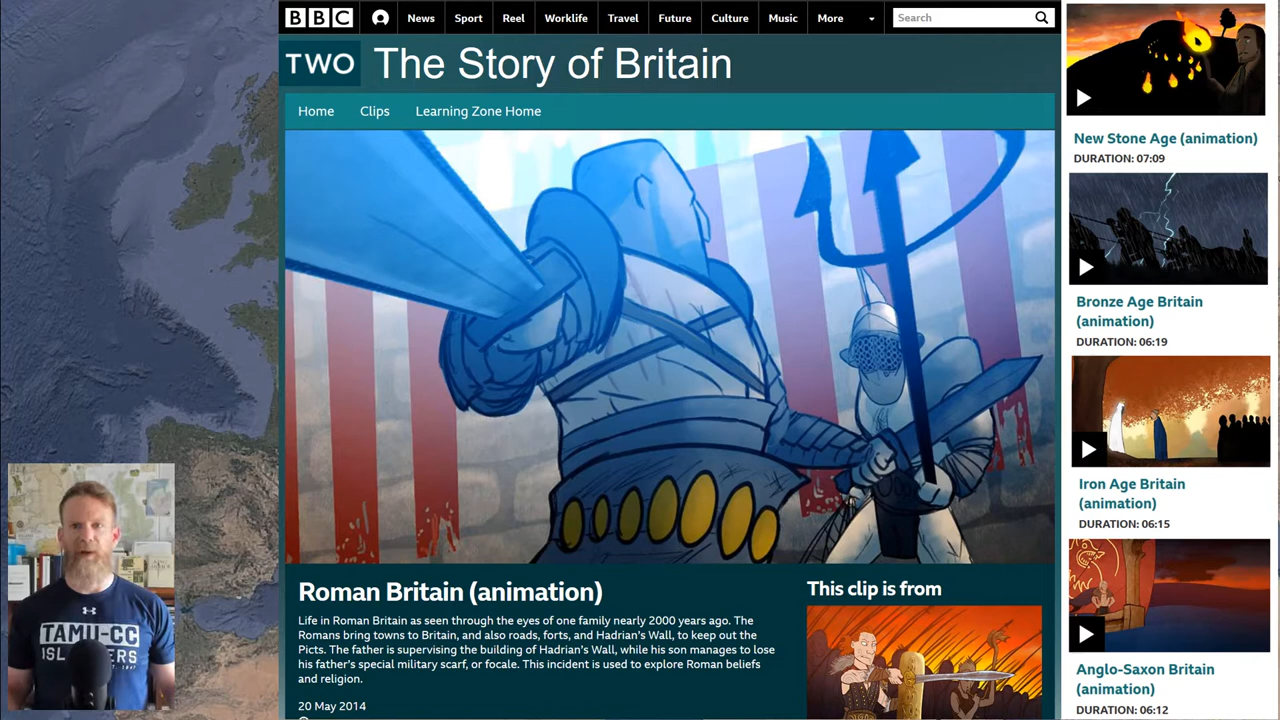 BBC
News
Sport
Reel
Worklife
Travel
Future
Culture
Music
More
Search
TWO
The Story of Britain
Home
Clips
Learning Zone Home
Roman Britain (animation)
Life in Roman Britain as seen through the eyes of one family nearly 2000 years ago. The
Romans bring towns to Britain, and also roads, forts, and Hadrian's Wall, to keep out the
Picts. The father is supervising the building of Hadrian's Wall, while his son manages to lose
his father's special military scarf, or focale. This incident is used to explore Roman beliefs
and religion.
20 May 2014
This clip is from
New Stone Age (animation)
DURATION: 07:09
Bronze Age Britain
(animation)
DURATION: 06:19
Iron Age Britain
(animation)
DURATION: 06:15
Anglo-Saxon Britain
(animation)
DURATION: 06:12
TAMU-CC